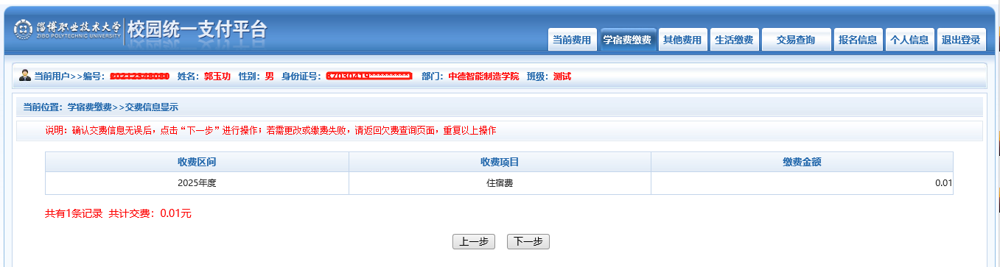 淄博职业技术大学 校园统一支付平台
ZIBO POLYTECHNIC UNIVERSITY
当前费用 学宿费缴费 其他费用 生活缴费 交易查询 报名信息 个人信息 退出登录
当前用户>>编号: 姓名: 郭玉功 性别: 男 身份证号: 部门: 中德智能制造学院 班级: 测试
当前位置: 学宿费缴费>>交费信息显示
说明: 确认交费信息无误后, 点击“下一步”进行操作; 若需更改或缴费失败, 请返回欠费查询页面, 重复以上操作
收费区间 收费项目 缴费金额
2025年度 住宿费 0.01
共有1条记录 共计交费: 0.01元
上一步 下一步